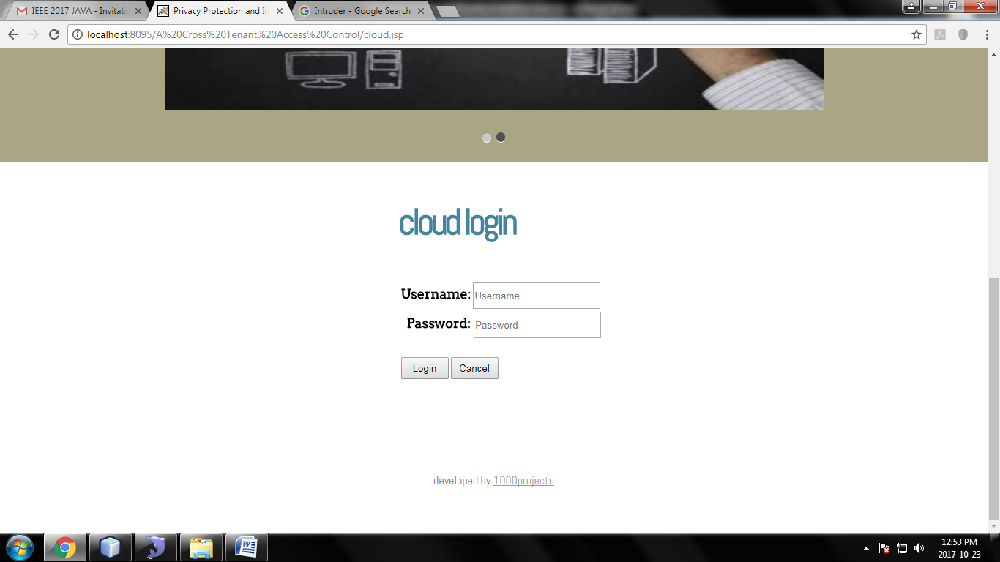 IEEE 2017 JAVA - Invitati
Privacy Protection and In
Intruder - Google Search
localhost:8095/A%20Cross%20Tenant%20Access%20Control/cloud.jsp
cloud login
Username: Username
Password: Password
Login Cancel
developed by 1000projects
12:53 PM
2017-10-23